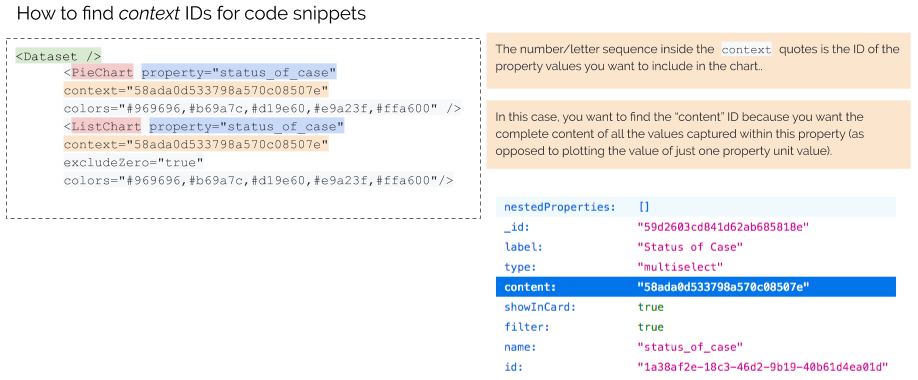 How to find context IDs for code snippets
<Dataset />
<PieChart property="status_of_case"
context="58ada0d533798a570c08507e"
colors="#969696,#b69a7c,#d19e60,#e9a23f,#ffa600" />
<ListChart property="status_of_case"
context="58ada0d533798a570c08507e"
excludeZero="true"
colors="#969696,#b69a7c,#d19e60,#e9a23f,#ffa600"/>
The number/letter sequence inside the context quotes is the ID of the
property values you want to include in the chart..
In this case, you want to find the "content" ID because you want the
complete content of all the values captured within this property (as
opposed to plotting the value of just one property unit value).
nestedProperties: []
_id: "59d2603cd841d62ab685818e"
label: "Status of Case"
type: "multiselect"
content: "58ada0d533798a570c08507e"
showInCard: true
filter: true
name: "status_of_case"
id: "1a38af2e-18c3-46d2-9b19-40b61d4ea01d"